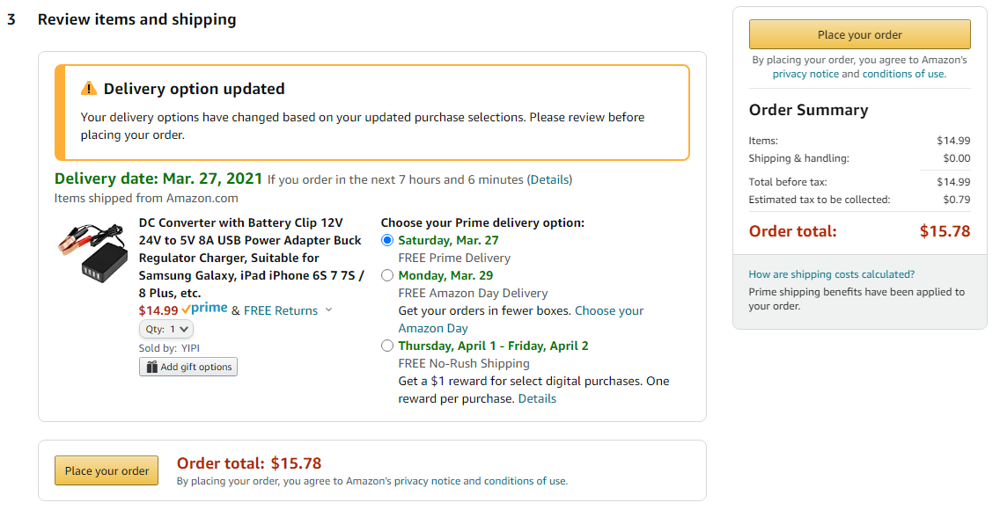 3 Review items and shipping
Delivery option updated
Your delivery options have changed based on your updated purchase selections. Please review before
placing your order.
Delivery date: Mar. 27, 2021 If you order in the next 7 hours and 6 minutes (Details)
Items shipped from Amazon.com
DC Converter with Battery Clip 12V
24V to 5V 8A USB Power Adapter Buck
Regulator Charger, Suitable for
Samsung Galaxy, iPad iPhone 6S 7 7S /
8 Plus, etc.
$14.99 prime & FREE Returns
Qty: 1
Sold by: YIPI
Add gift options
Choose your Prime delivery option:
Saturday, Mar. 27
FREE Prime Delivery
Monday, Mar. 29
FREE Amazon Day Delivery
Get your orders in fewer boxes. Choose your
Amazon Day
Thursday, April 1 - Friday, April 2
FREE No-Rush Shipping
Get a $1 reward for select digital purchases. One
reward per purchase. Details
Place your order
Order total: $15.78
By placing your order, you agree to Amazon's privacy notice and conditions of use.
Place your order
By placing your order, you agree to Amazon's
privacy notice and conditions of use.
Order Summary
Items: $14.99
Shipping & handling: $0.00
Total before tax: $14.99
Estimated tax to be collected: $0.79
Order total: $15.78
How are shipping costs calculated?
Prime shipping benefits have been applied to
your order.